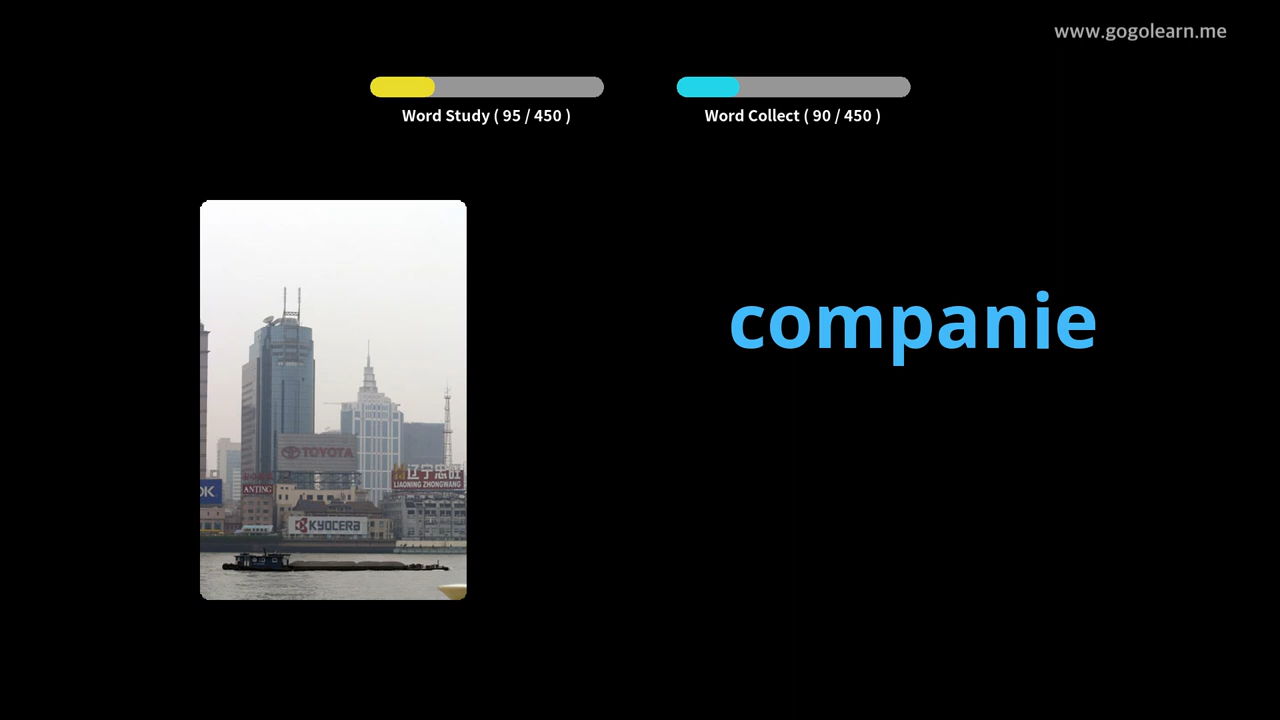 www.gogolearn.me
Word Study ( 95 / 450 )
Word Collect ( 90 / 450 )
companie
TOYOTA
辽宁忠旺
LIAONING ZHONGWANG
OK
ANTING
KYOCERA